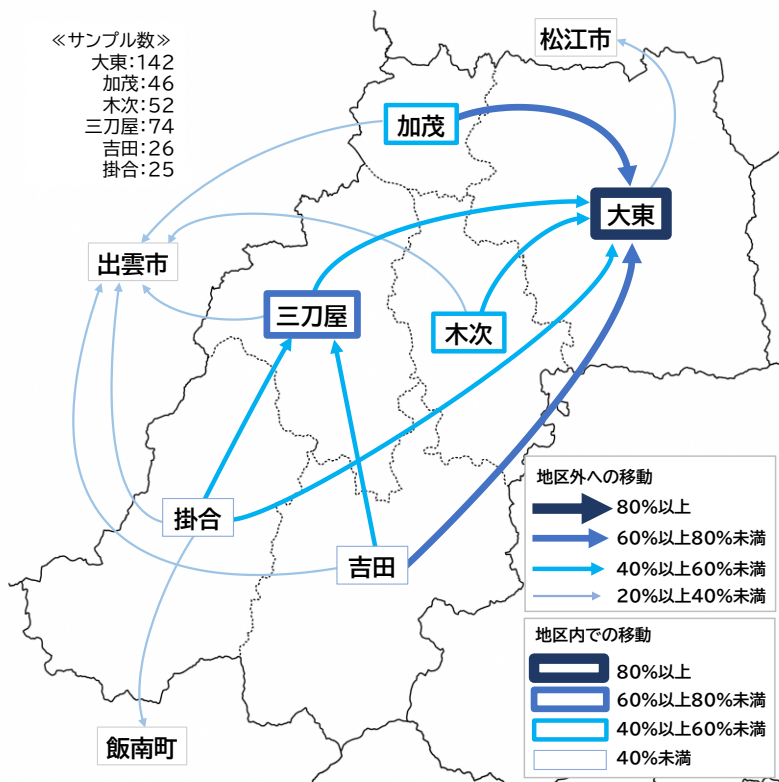 ≪サンプル数≫
大東：142
加茂：46
木次：52
三刀屋：74
吉田：26
掛合：25
松江市
加茂
大東
出雲市
三刀屋
木次
掛合
吉田
飯南町
地区外への移動
80%以上
60%以上80%未満
40%以上60%未満
20%以上40%未満
地区内での移動
80%以上
60%以上80%未満
40%以上60%未満
40%未満